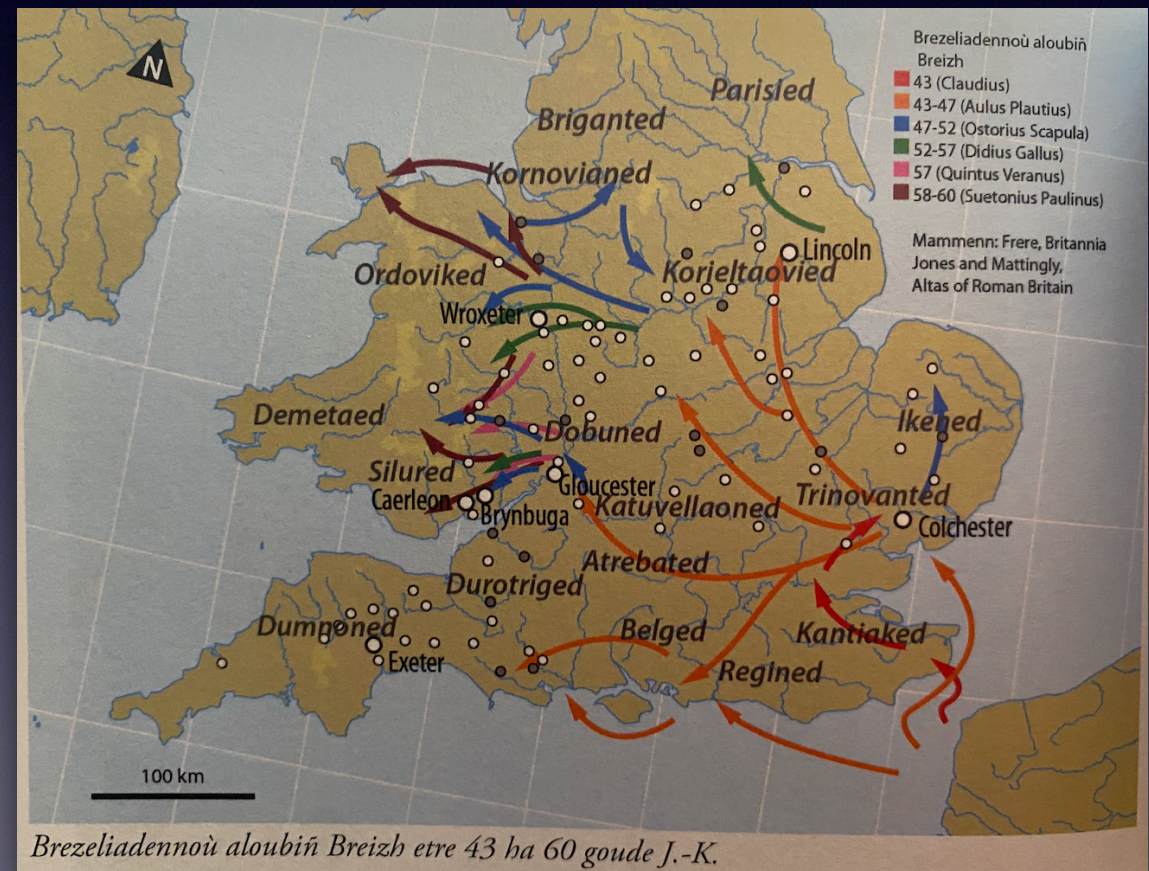 N
Brezeliadennoù aloubiñ
Breizh
43 (Claudius)
43-47 (Aulus Plautius)
47-52 (Ostorius Scapula)
52-57 (Didius Gallus)
57 (Quintus Veranus)
58-60 (Suetonius Paulinus)
Mammenn: Frere, Britannia
Jones and Mattingly,
Altas of Roman Britain
Parisled
Briganted
Kornovianed
Lincoln
Korieltaovied
Ordoviked
Wroxeter
Demetaed
Ikened
Dobuned
Silured
Gloucester
Caerleon
Brynbuga
Katuvellaoned
Trinovanted
Colchester
Atrebated
Durotriged
Dumnoned
Belged
Kantiaked
Exeter
Regined
100 km
Brezeliadennoù aloubiñ Breizh etre 43 ha 60 goude J.-K.